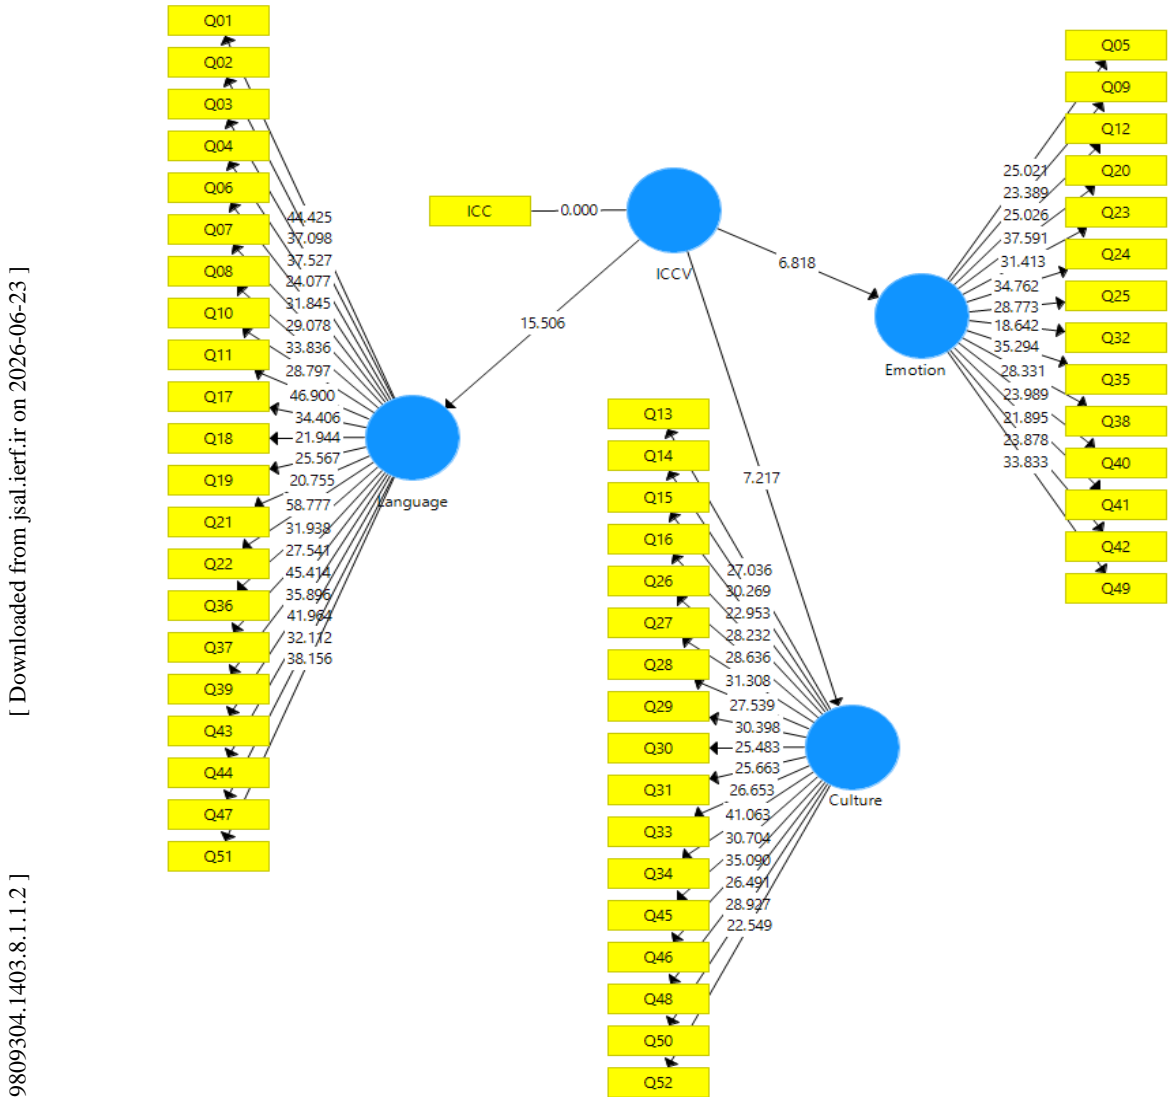 Q01
Q02
Q03
Q04
Q06
Q07
Q08
Q10
Q11
Q17
Q18
Q19
Q21
Q22
Q36
Q37
Q39
Q43
Q44
Q47
Q51
44.425
37.098
37.527
24.077
31.845
29.078
33.836
28.797
46.900
34.406
21.944
25.567
20.755
58.777
31.938
27.541
45.414
35.896
41.964
32.112
38.156
Language
15.506
ICC
0.000
ICCV
6.818
7.217
Emotion
25.021
23.389
25.026
37.591
31.413
34.762
28.773
18.642
35.294
28.331
23.989
21.895
23.878
33.833
Q05
Q09
Q12
Q20
Q23
Q24
Q25
Q32
Q35
Q38
Q40
Q41
Q42
Q49
Q13
Q14
Q15
Q16
Q26
Q27
Q28
Q29
Q30
Q31
Q33
Q34
Q45
Q46
Q48
Q50
Q52
27.036
30.269
22.953
28.232
28.636
31.308
27.539
30.398
25.483
25.663
26.653
41.063
30.704
35.090
26.491
28.927
22.549
Culture
[ Downloaded from jsal.ierf.ir on 2026-06-23 ]
9809304.1403.8.1.1.2 ]